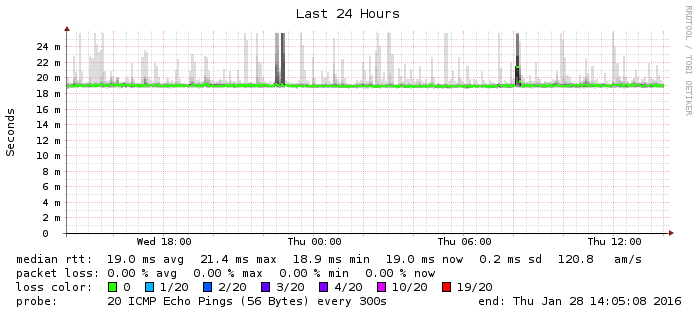 Last 24 Hours
RRDTOOL / TOBI OETIKER
Seconds
24 m
22 m
20 m
18 m
16 m
14 m
12 m
10 m
8 m
6 m
4 m
2 m
0
Wed 18:00 Thu 00:00 Thu 06:00 Thu 12:00
median rtt: 19.0 ms avg 21.4 ms max 18.9 ms min 19.0 ms now 0.2 ms sd 120.8 am/s
packet loss: 0.00 % avg 0.00 % max 0.00 % min 0.00 % now
loss color: 0 1/20 2/20 3/20 4/20 10/20 19/20
probe: 20 ICMP Echo Pings (56 Bytes) every 300s end: Thu Jan 28 14:05:08 2016